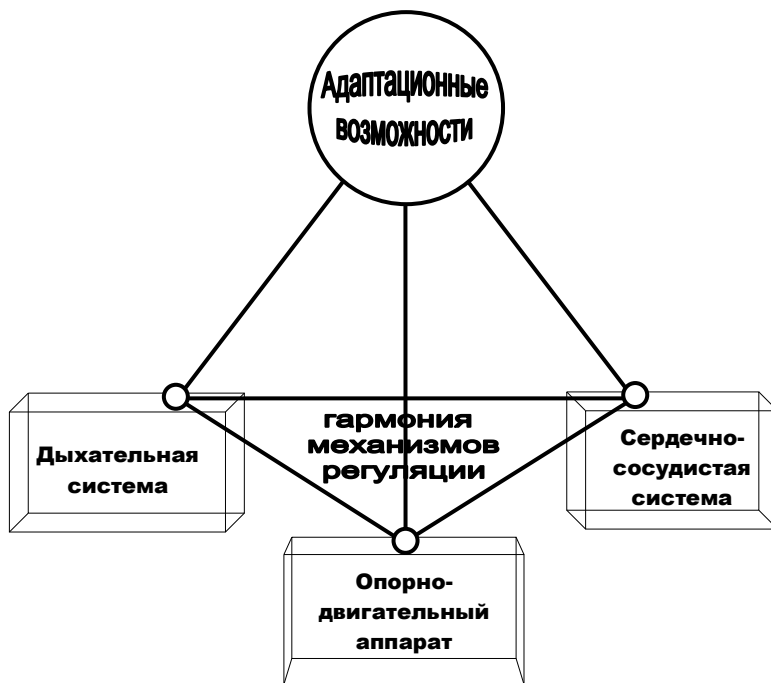 Адаптационные
возможности
гармония
механизмов
регуляции
Дыхательная
система
Сердечно-
сосудистая
система
Опорно-
двигательный
аппарат